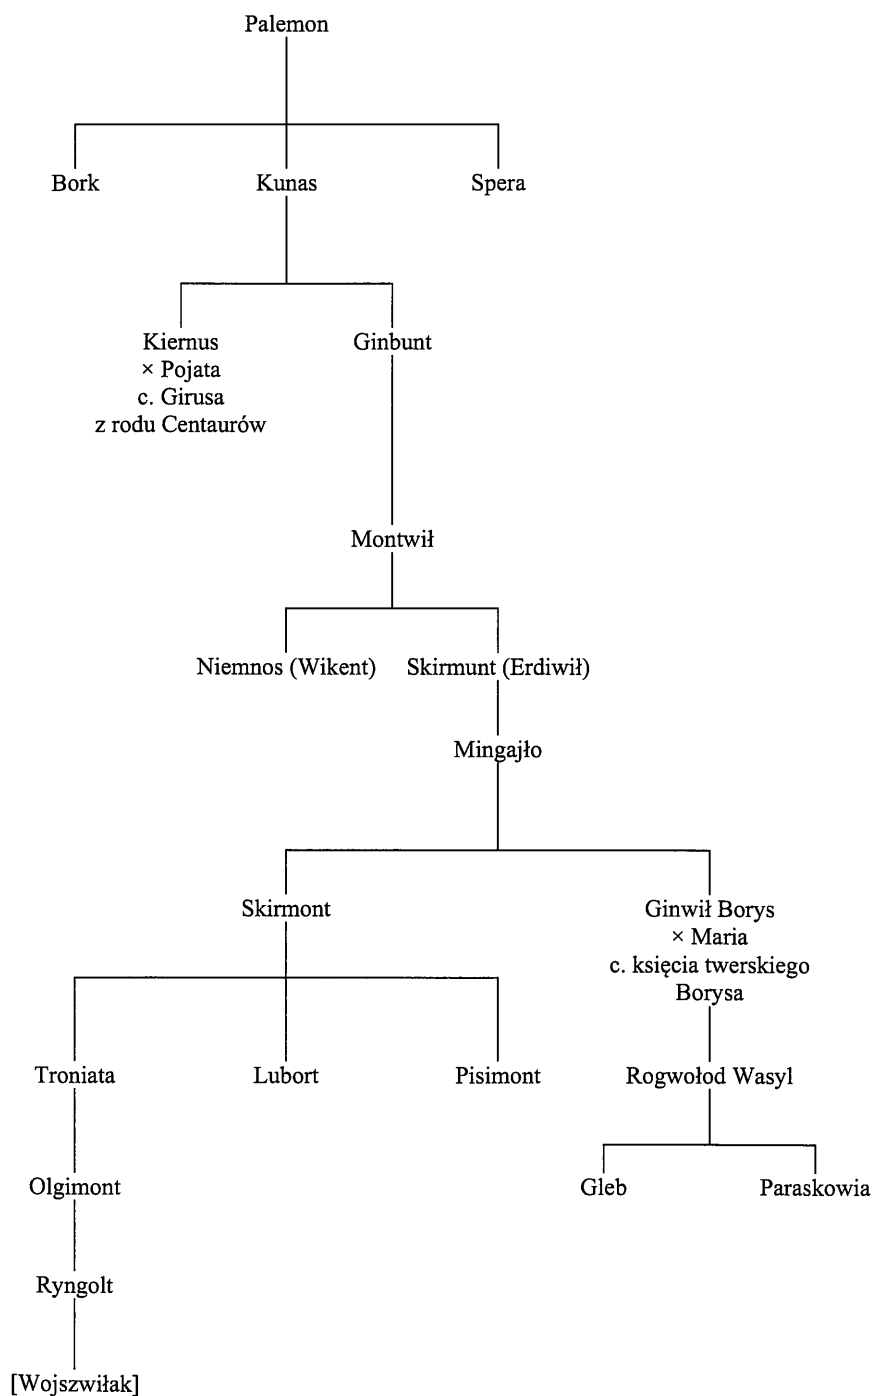 Palemon
Bork
Kunas
Spera
Kiernus
× Pojata
c. Girusa
z rodu Centaurów
Ginbunt
Montwił
Niemnos (Wikent)
Skirmunt (Erdiwił)
Mingajło
Skirmont
Ginwił Borys
× Maria
c. księcia twerskiego
Borysa
Troniata
Lubort
Pisimont
Rogwołod Wasyl
Olgimont
Gleb
Paraskowia
Ryngolt
[Wojszwiłak]